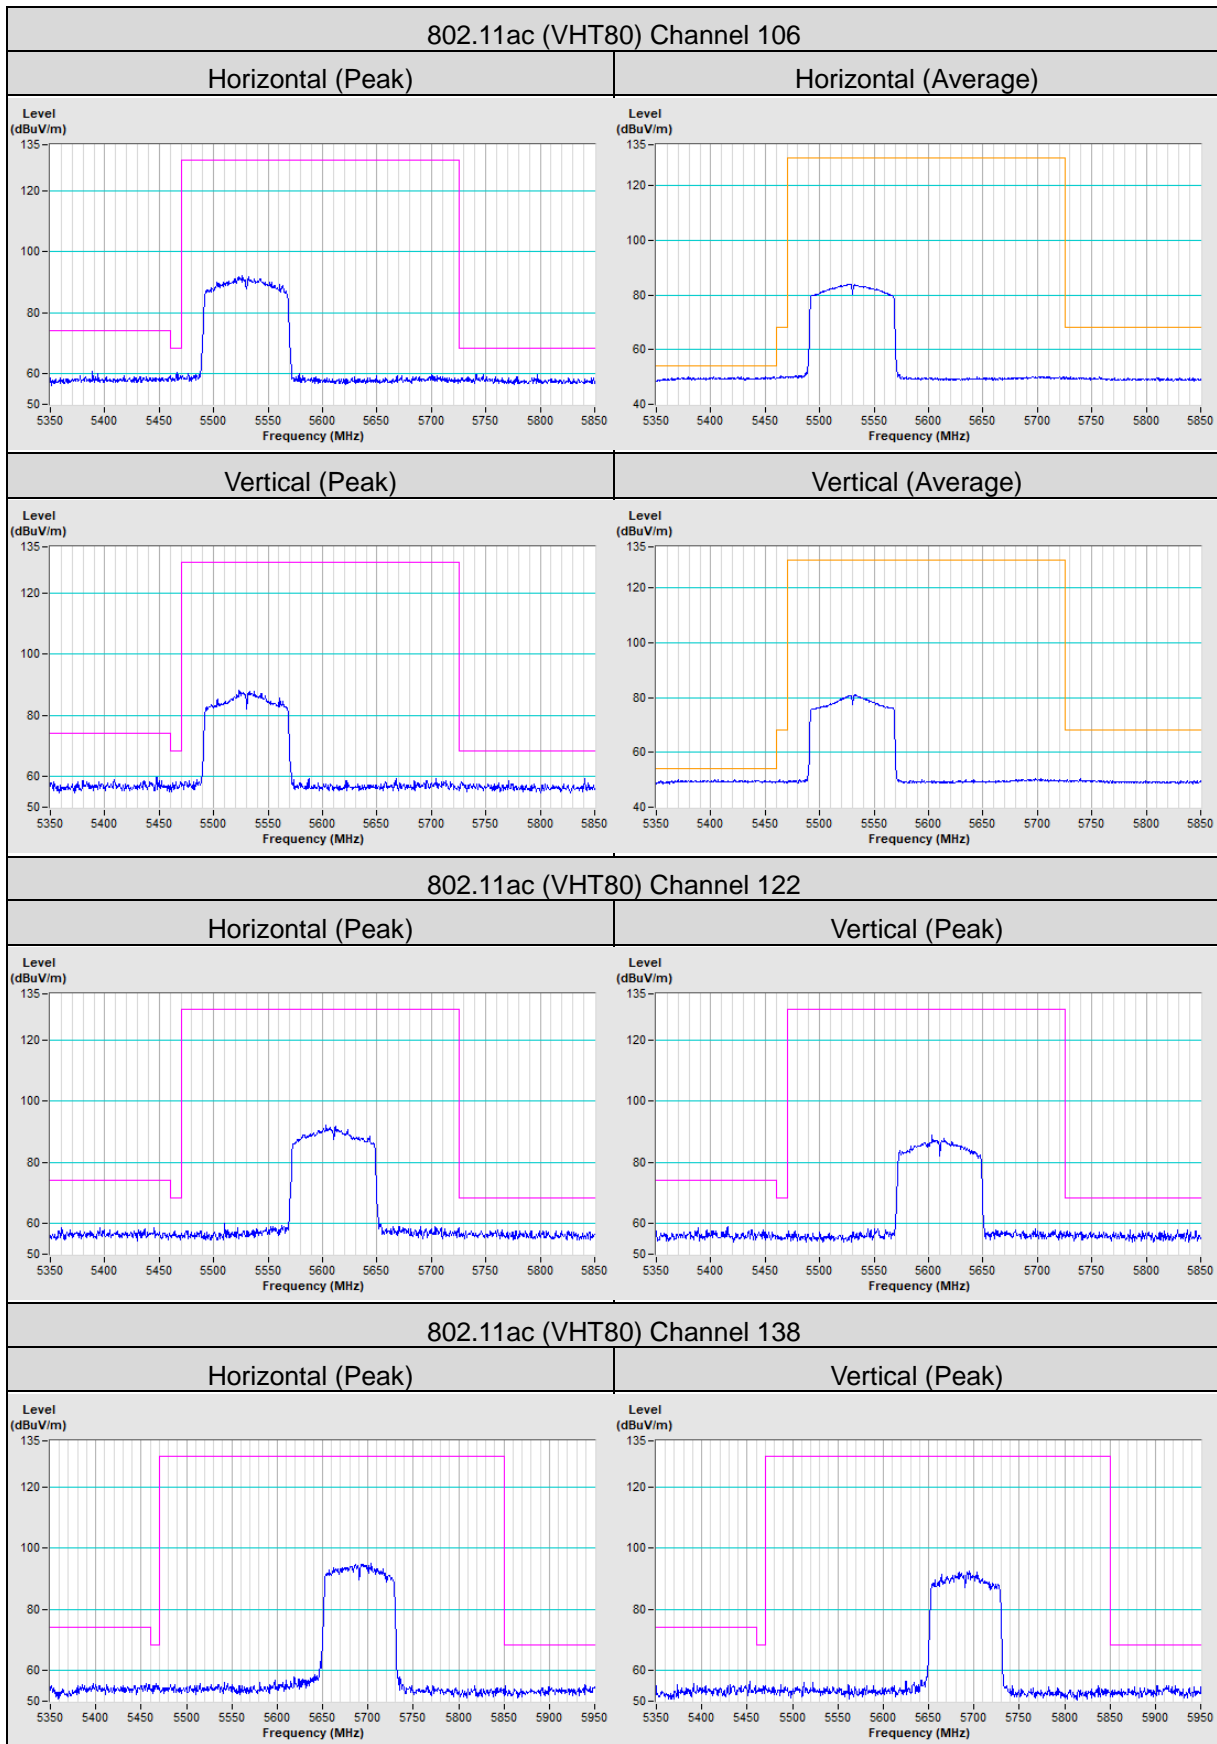 802.11ac (VHT80) Channel 106
Horizontal (Peak)
Horizontal (Average)
Level
(dBuV/m)
135
120
100
80
60
50
5350 5400 5450 5500 5550 5600 5650 5700 5750 5800 5850
Frequency (MHz)
Level
(dBuV/m)
135
120
100
80
60
40
5350 5400 5450 5500 5550 5600 5650 5700 5750 5800 5850
Frequency (MHz)
Vertical (Peak)
Vertical (Average)
Level
(dBuV/m)
135
120
100
80
60
50
5350 5400 5450 5500 5550 5600 5650 5700 5750 5800 5850
Frequency (MHz)
Level
(dBuV/m)
135
120
100
80
60
40
5350 5400 5450 5500 5550 5600 5650 5700 5750 5800 5850
Frequency (MHz)
802.11ac (VHT80) Channel 122
Horizontal (Peak)
Vertical (Peak)
Level
(dBuV/m)
135
120
100
80
60
50
5350 5400 5450 5500 5550 5600 5650 5700 5750 5800 5850
Frequency (MHz)
Level
(dBuV/m)
135
120
100
80
60
50
5350 5400 5450 5500 5550 5600 5650 5700 5750 5800 5850
Frequency (MHz)
802.11ac (VHT80) Channel 138
Horizontal (Peak)
Vertical (Peak)
Level
(dBuV/m)
135
120
100
80
60
50
5350 5400 5450 5500 5550 5600 5650 5700 5750 5800 5850 5900 5950
Frequency (MHz)
Level
(dBuV/m)
135
120
100
80
60
50
5350 5400 5450 5500 5550 5600 5650 5700 5750 5800 5850 5900 5950
Frequency (MHz)